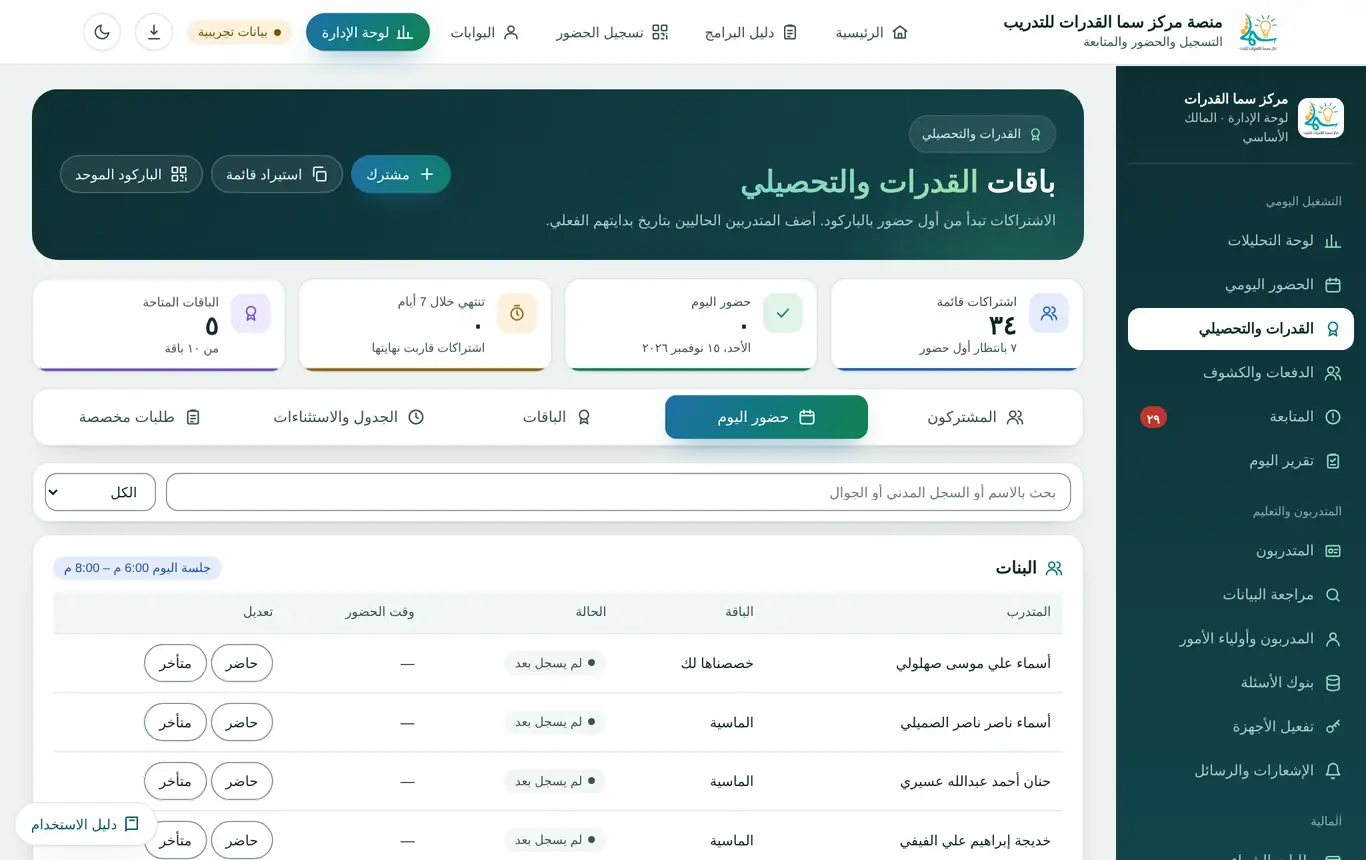 منصة مركز سما القدرات للتدريب
التسجيل والحضور والمتابعة
الرئيسية
دليل البرامج
تسجيل الحضور
البوابات
لوحة الإدارة
بيانات تجريبية
مركز سما القدرات
لوحة الإدارة · المالك
الأساسي
التشغيل اليومي
لوحة التحليلات
الحضور اليومي
القدرات والتحصيلي
الدفعات والكشوف
المتابعة
٢٩
تقرير اليوم
المتدربون والتعليم
المتدربون
مراجعة البيانات
المدربون وأولياء الأمور
بنوك الأسئلة
تفعيل الأجهزة
الإشعارات والرسائل
المالية
القدرات والتحصيلي
باقات القدرات والتحصيلي
الاشتراكات تبدأ من أول حضور بالباركود. أضف المتدربين الحاليين بتاريخ بدايتهم الفعلي.
مشترك
استيراد قائمة
الباركود الموحد
اشتراكات قائمة
٣٤
٧ بانتظار أول حضور
حضور اليوم
٠
الأحد، ١٥ نوفمبر ٢٠٢٦
تنتهي خلال 7 أيام
٠
اشتراكات قاربت نهايتها
الباقات المتاحة
٥
من ١٠ باقة
المشتركون
حضور اليوم
الباقات
الجدول والاستثناءات
طلبات مخصصة
بحث بالاسم أو السجل المدني أو الجوال
الكل
البنات
جلسة اليوم 6:00 م – 8:00 م
المتدرب الباقة الحالة وقت الحضور تعديل
أسماء علي موسى صهلولي خصصناها لك لم يسجل بعد — حاضر متأخر
أسماء ناصر ناصر الصميلي الماسية لم يسجل بعد — حاضر متأخر
حنان أحمد عبدالله عسيري الماسية لم يسجل بعد — حاضر متأخر
خديجة إبراهيم علي الفيفي الماسية لم يسجل بعد — حاضر متأخر
دليل الاستخدام